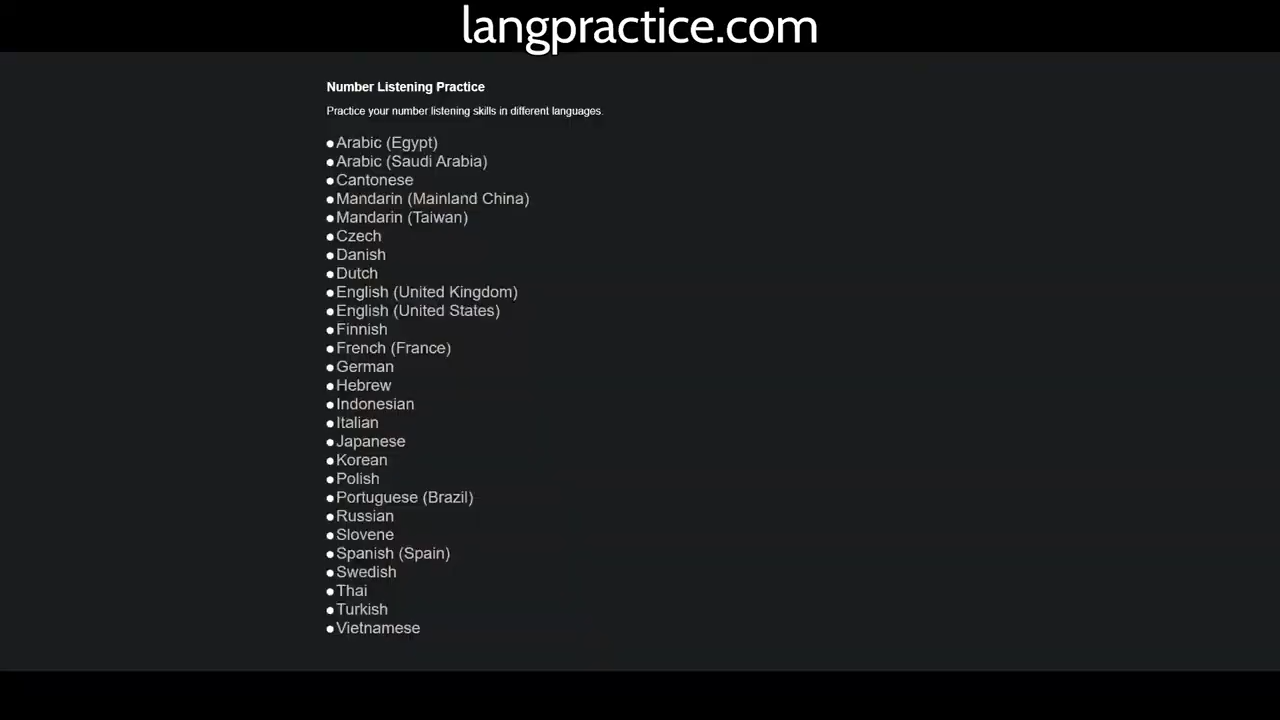 langpractice.com
Number Listening Practice
Practice your number listening skills in different languages.
Arabic (Egypt)
Arabic (Saudi Arabia)
Cantonese
Mandarin (Mainland China)
Mandarin (Taiwan)
Czech
Danish
Dutch
English (United Kingdom)
English (United States)
Finnish
French (France)
German
Hebrew
Indonesian
Italian
Japanese
Korean
Polish
Portuguese (Brazil)
Russian
Slovene
Spanish (Spain)
Swedish
Thai
Turkish
Vietnamese